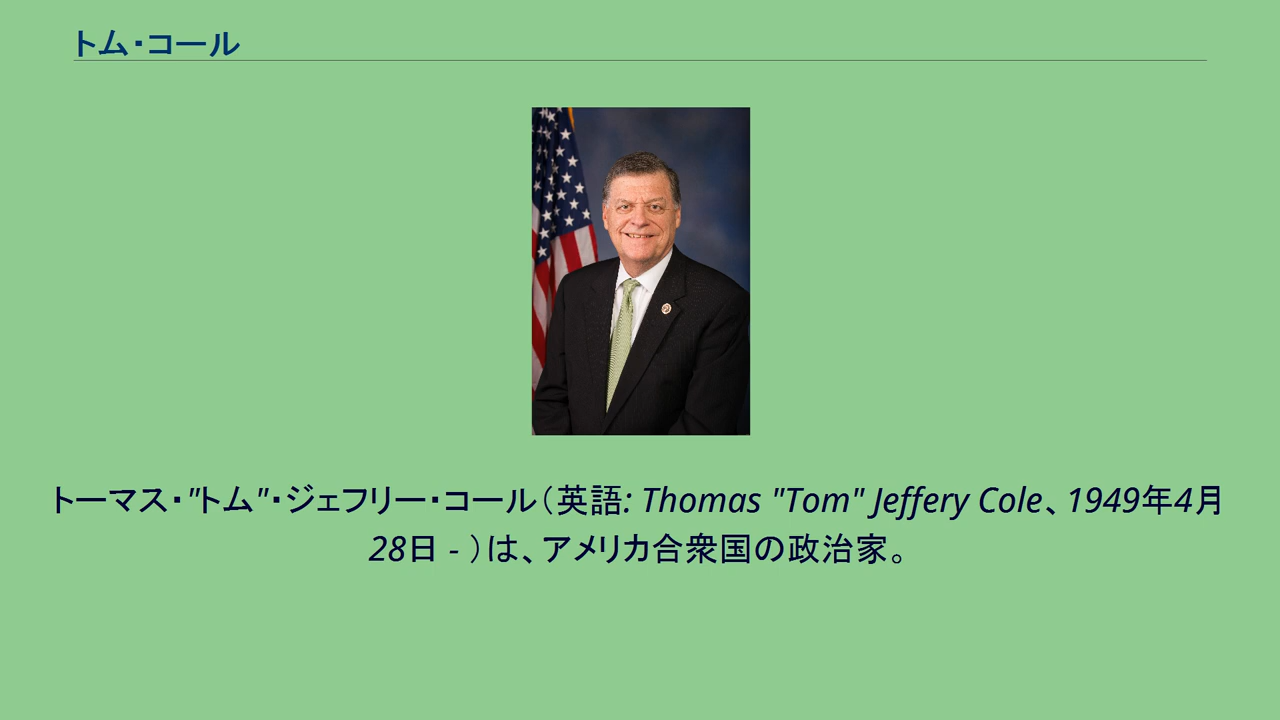 トム・コール
トーマス・"トム"・ジェフリー・コール（英語: Thomas "Tom" Jeffery Cole、1949年4月
28日 - ）は、アメリカ合衆国の政治家。